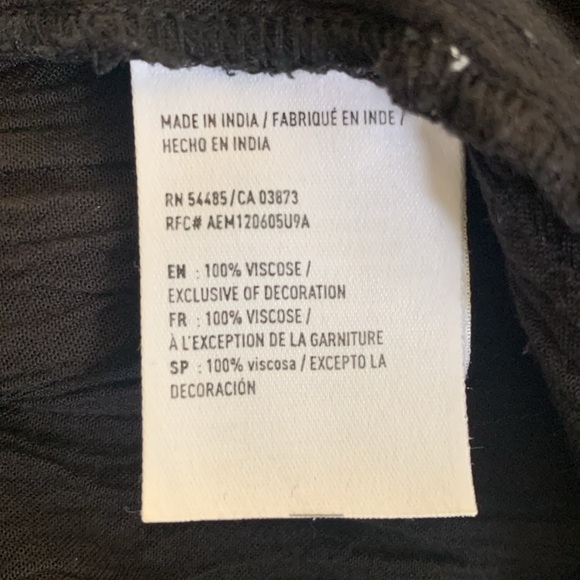 MADE IN INDIA / FABRIQUÉ EN INDE /
HECHO EN INDIA
RN 54485/CA 03873
RFC# AEM120605U9A
EN : 100% VISCOSE /
EXCLUSIVE OF DECORATION
FR : 100% VISCOSE /
À L'EXCEPTION DE LA GARNITURE
SP : 100% viscosa / EXCEPTO LA
DECORACIÓN